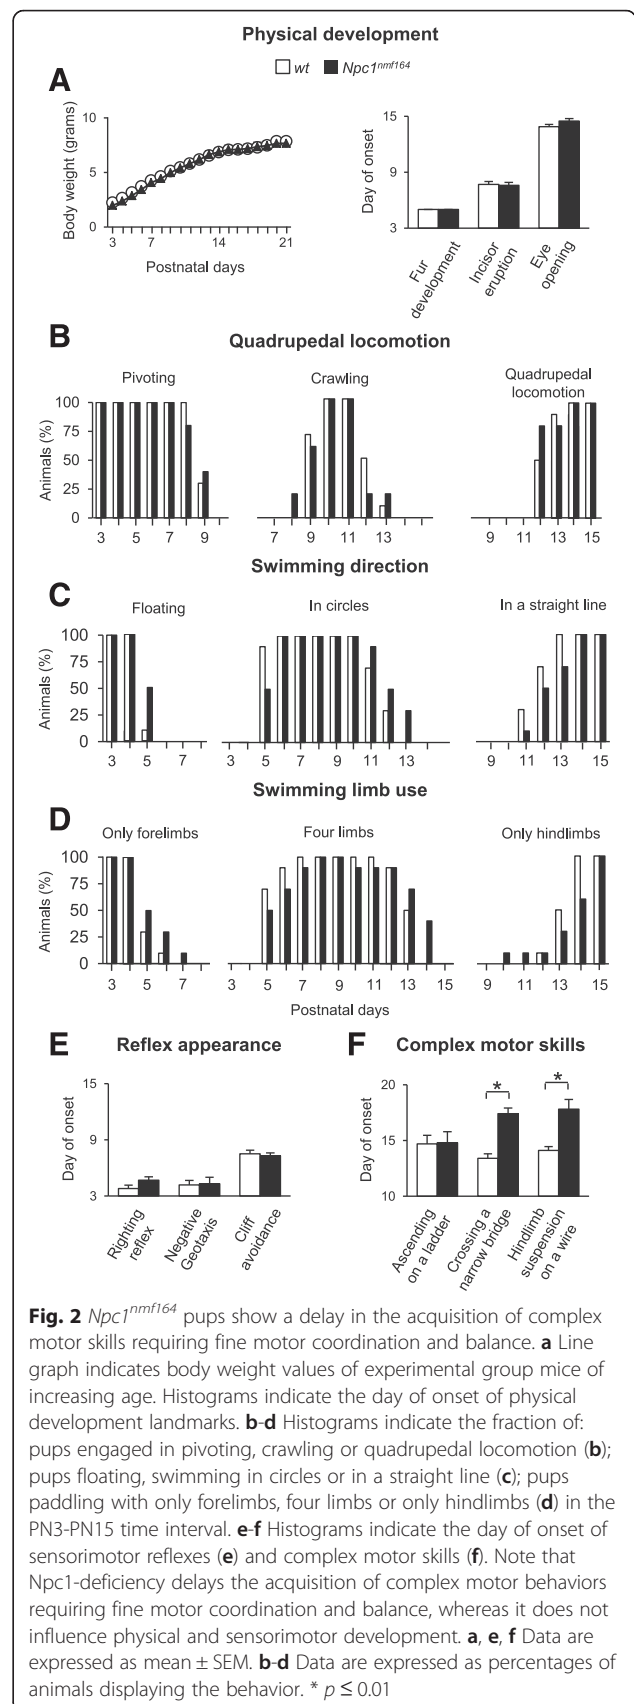 Physical development
wt Npc1nmf164
A
Body weight (grams)
10
5
0
3 7 14 21
Postnatal days
Day of onset
15
9
3
Fur development
Incisor eruption
Eye opening
B
Quadrupedal locomotion
Pivoting
Crawling
Quadrupedal locomotion
Animals (%)
100
75
50
25
3 5 7 9
7 9 11 13
9 11 13 15
Swimming direction
C
Floating
In circles
In a straight line
Animals (%)
100
75
50
25
0
3 5 7
3 5 7 9 11 13
9 11 13 15
Swimming limb use
D
Only forelimbs
Four limbs
Only hindlimbs
Animals (%)
100
75
50
25
0
3 5 7
3 5 7 9 11 13 15
9 11 13 15
Postnatal days
E
Reflex appearance
Day of onset
15
9
3
Righting reflex
Negative Geotaxis
Cliff avoidance
F
Complex motor skills
Day of onset
20
15
10
* *
Ascending on a ladder
Crossing a narrow bridge
Hindlimb suspension on a wire
Fig. 2 Npc1nmf164 pups show a delay in the acquisition of complex
motor skills requiring fine motor coordination and balance. a Line
graph indicates body weight values of experimental group mice of
increasing age. Histograms indicate the day of onset of physical
development landmarks. b-d Histograms indicate the fraction of:
pups engaged in pivoting, crawling or quadrupedal locomotion (b);
pups floating, swimming in circles or in a straight line (c); pups
paddling with only forelimbs, four limbs or only hindlimbs (d) in the
PN3-PN15 time interval. e-f Histograms indicate the day of onset of
sensorimotor reflexes (e) and complex motor skills (f). Note that
Npc1-deficiency delays the acquisition of complex motor behaviors
requiring fine motor coordination and balance, whereas it does not
influence physical and sensorimotor development. a, e, f Data are
expressed as mean ± SEM. b-d Data are expressed as percentages of
animals displaying the behavior. * p ≤ 0.01